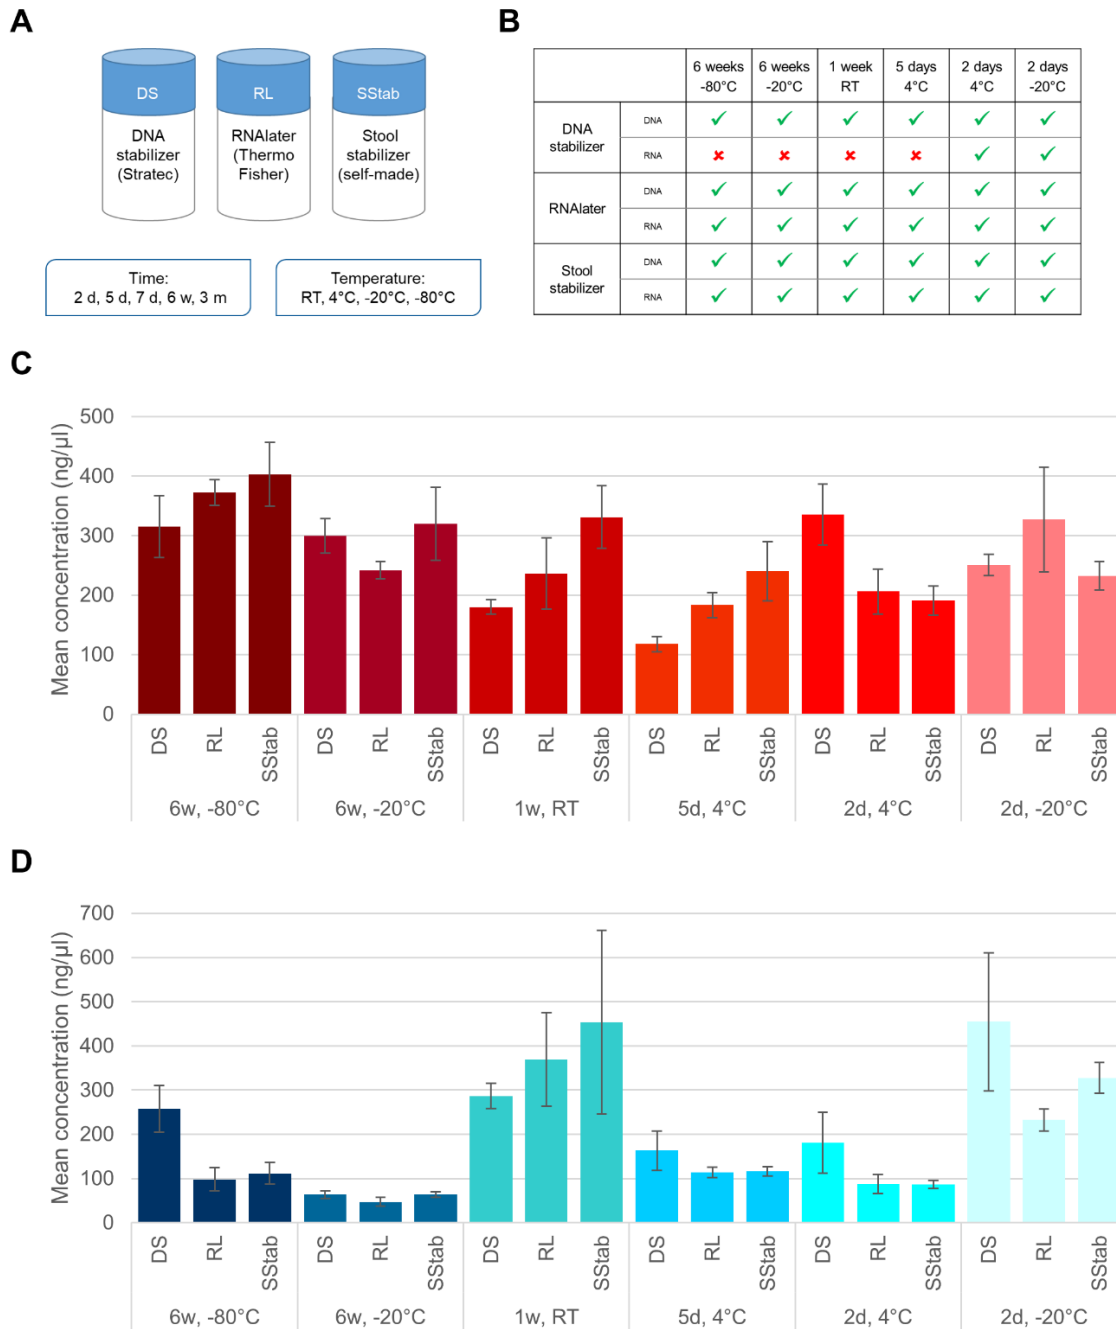 A
DS
RL
SStab
DNA
stabilizer
(Stratec)
RNAlater
(Thermo
Fisher)
Stool
stabilizer
(self-made)
Time:
2 d, 5 d, 7 d, 6 w, 3 m
Temperature:
RT, 4°C, -20°C, -80°C
B
6 weeks
-80°C
6 weeks
-20°C
1 week
RT
5 days
4°C
2 days
4°C
2 days
-20°C
DNA
stabilizer
DNA
✓ ✓ ✓ ✓ ✓ ✓
RNA
✘ ✘ ✘ ✘ ✓ ✓
RNAlater
DNA
✓ ✓ ✓ ✓ ✓ ✓
RNA
✓ ✓ ✓ ✓ ✓ ✓
Stool
stabilizer
DNA
✓ ✓ ✓ ✓ ✓ ✓
RNA
✓ ✓ ✓ ✓ ✓ ✓
C
Mean concentration (ng/µl)
500
400
300
200
100
0
DS RL SStab DS RL SStab DS RL SStab DS RL SStab DS RL SStab DS RL SStab
6w, -80°C 6w, -20°C 1w, RT 5d, 4°C 2d, 4°C 2d, -20°C
D
Mean concentration (ng/µl)
700
600
500
400
300
200
100
0
DS RL SStab DS RL SStab DS RL SStab DS RL SStab DS RL SStab DS RL SStab
6w, -80°C 6w, -20°C 1w, RT 5d, 4°C 2d, 4°C 2d, -20°C